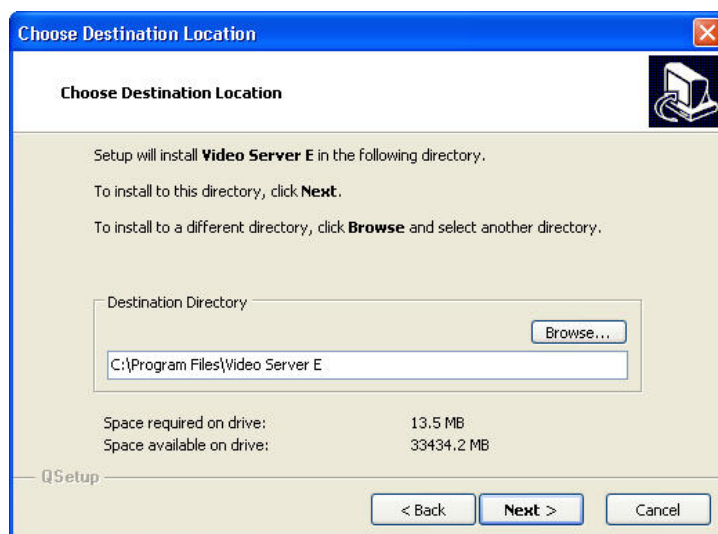 Choose Destination Location
Choose Destination Location
Setup will install Video Server E in the following directory.
To install to this directory, click Next.
To install to a different directory, click Browse and select another directory.
Destination Directory
Browse...
C:\Program Files\Video Server E
Space required on drive: 13.5 MB
Space available on drive: 33434.2 MB
QSetup
< Back Next > Cancel